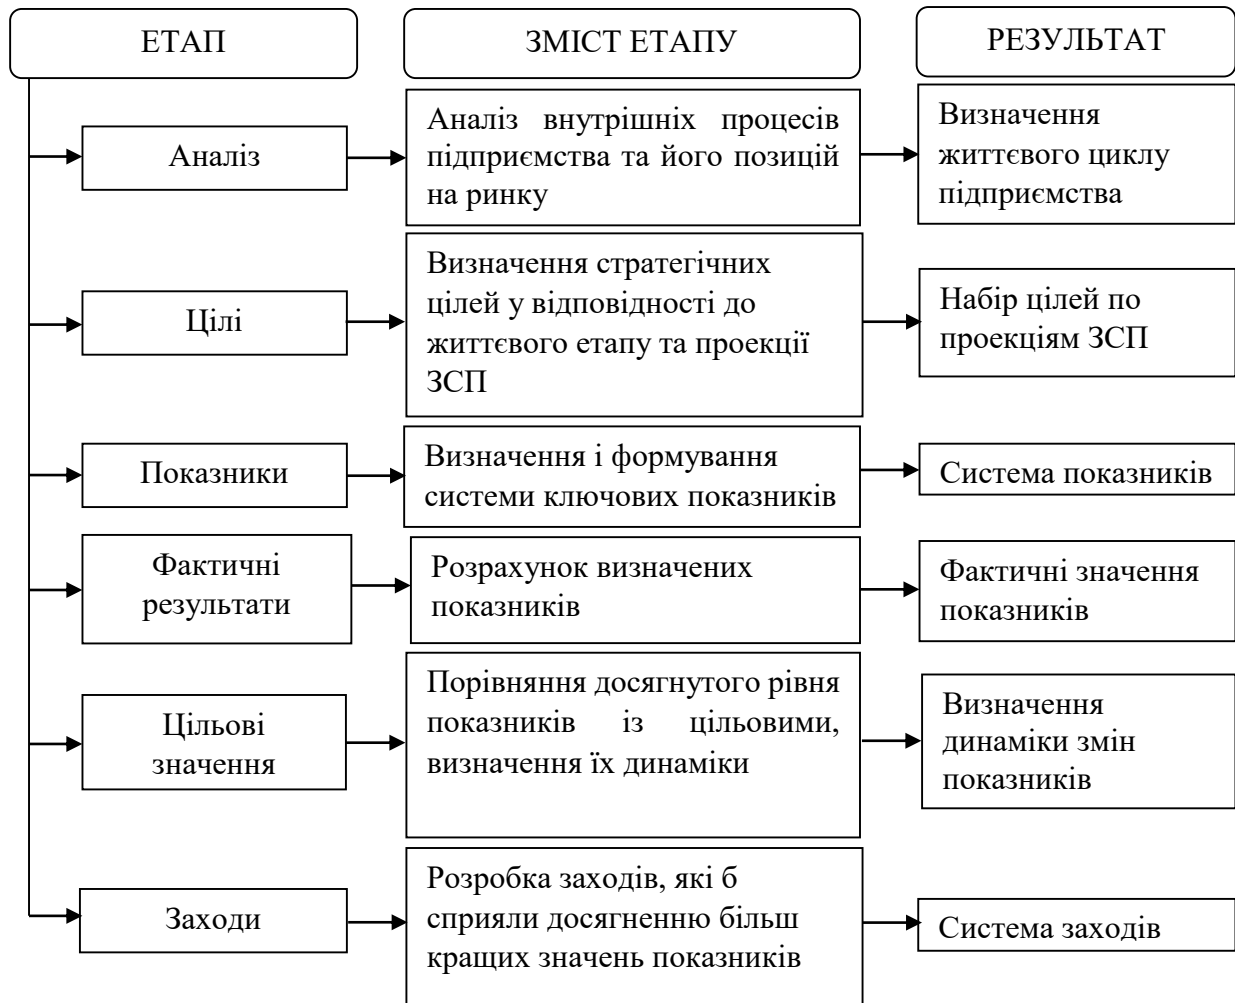 ЕТАП
ЗМІСТ ЕТАПУ
РЕЗУЛЬТАТ
Аналіз
Аналіз внутрішніх процесів
підприємства та його позицій
на ринку
Визначення
життєвого циклу
підприємства
Цілі
Визначення стратегічних
цілей у відповідності до
життєвого етапу та проекції
ЗСП
Набір цілей по
проекціям ЗСП
Показники
Визначення і формування
системи ключових показників
Система показників
Фактичні
результати
Розрахунок визначених
показників
Фактичні значення
показників
Цільові
значення
Порівняння досягнутого рівня
показників із цільовими,
визначення їх динаміки
Визначення
динаміки змін
показників
Заходи
Розробка заходів, які б
сприяли досягненню більш
кращих значень показників
Система заходів